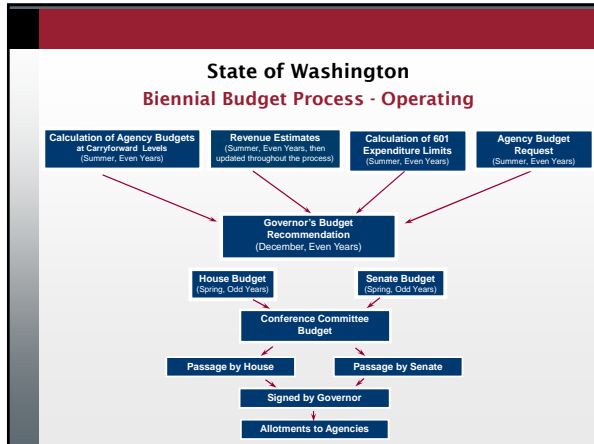 State of Washington
Biennial Budget Process - Operating
Calculation of Agency Budgets
at Carryforward Levels
(Summer, Even Years)
Revenue Estimates
(Summer, Even Years, then
updated throughout the process)
Calculation of 601
Expenditure Limits
(Summer, Even Years)
Agency Budget
Request
(Summer, Even Years)
Governor's Budget
Recommendation
(December, Even Years)
House Budget
(Spring, Odd Years)
Senate Budget
(Spring, Odd Years)
Conference Committee
Budget
Passage by House
Passage by Senate
Signed by Governor
Allotments to Agencies